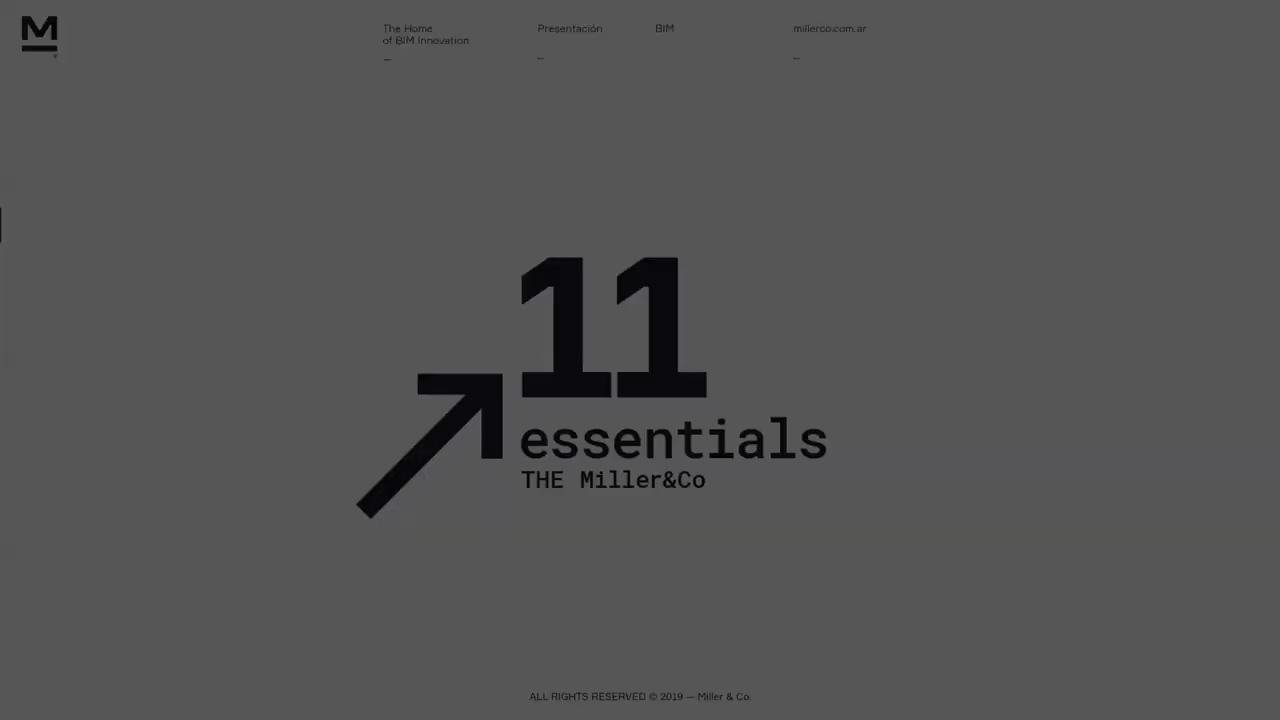 M
The Home
of BIM Innovation
Presentación
BIM
millerco.com.ar
11
essentials
THE Miller&Co
ALL RIGHTS RESERVED © 2019 — Miller & Co.